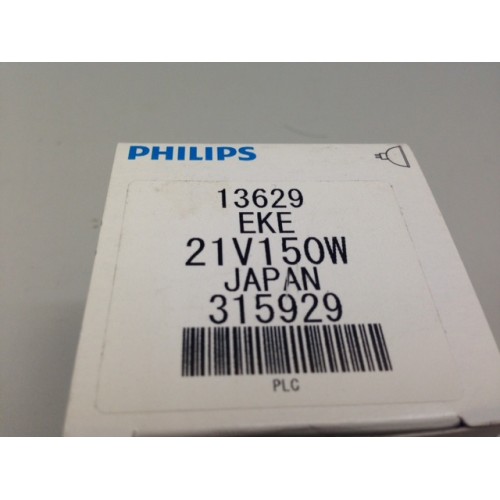 PHILIPS
13629
EKE
21V150W
JAPAN
315929
PLC